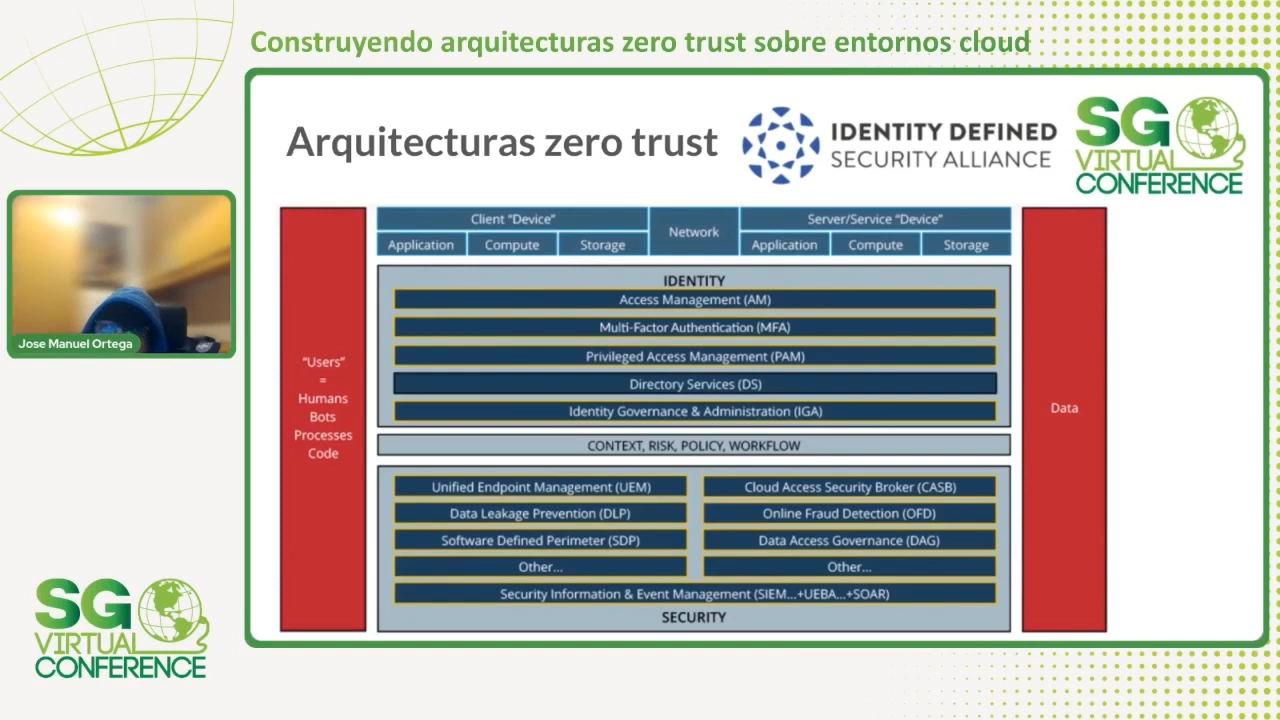 Construyendo arquitecturas zero trust sobre entornos cloud
Arquitecturas zero trust
IDENTITY DEFINED
SECURITY ALLIANCE
SG
VIRTUAL
CONFERENCE
Jose Manuel Ortega
"Users"
=
Humans
Bots
Processes
Code
Client "Device"
Application
Compute
Storage
Network
Server/Service "Device"
Application
Compute
Storage
IDENTITY
Access Management (AM)
Multi-Factor Authentication (MFA)
Privileged Access Management (PAM)
Directory Services (DS)
Identity Governance & Administration (IGA)
CONTEXT, RISK, POLICY, WORKFLOW
Unified Endpoint Management (UEM)
Cloud Access Security Broker (CASB)
Data Leakage Prevention (DLP)
Online Fraud Detection (OFD)
Software Defined Perimeter (SDP)
Data Access Governance (DAG)
Other...
Other...
Security Information & Event Management (SIEM...+UEBA...+SOAR)
SECURITY
Data
SG
VIRTUAL
CONFERENCE